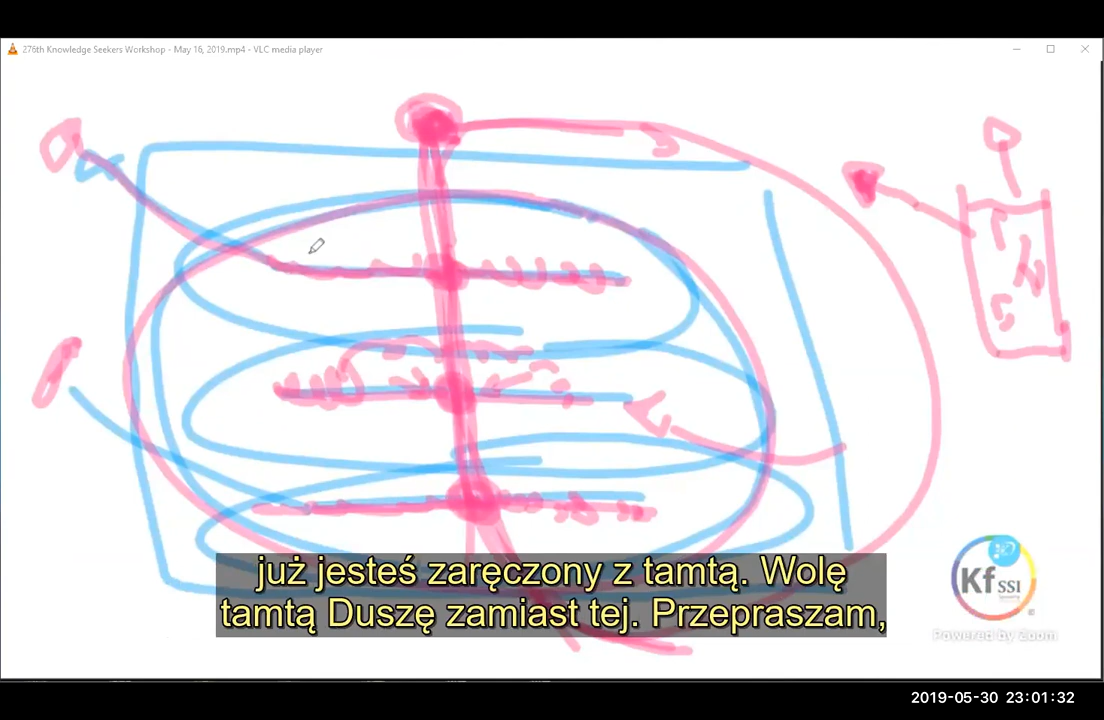 276th Knowledge Seekers Workshop - May 16, 2019.mp4 - VLC media player
już jesteś zaręczony z tamtą. Wolę
tamtą Duszę zamiast tej. Przepraszam,
Kf SSI
Powered by zoom
2019-05-30 23:01:32